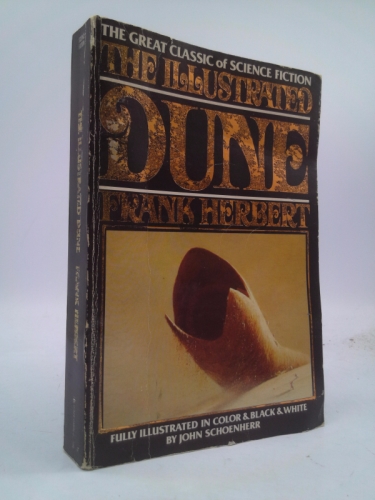 THE GREAT CLASSIC of SCIENCE FICTION
THE ILLUSTRATED
DUNE
FRANK HERBERT
FULLY ILLUSTRATED IN COLOR & BLACK & WHITE
BY JOHN SCHOENHERR
THE ILLUSTRATED DUNE FRANK HERBERT